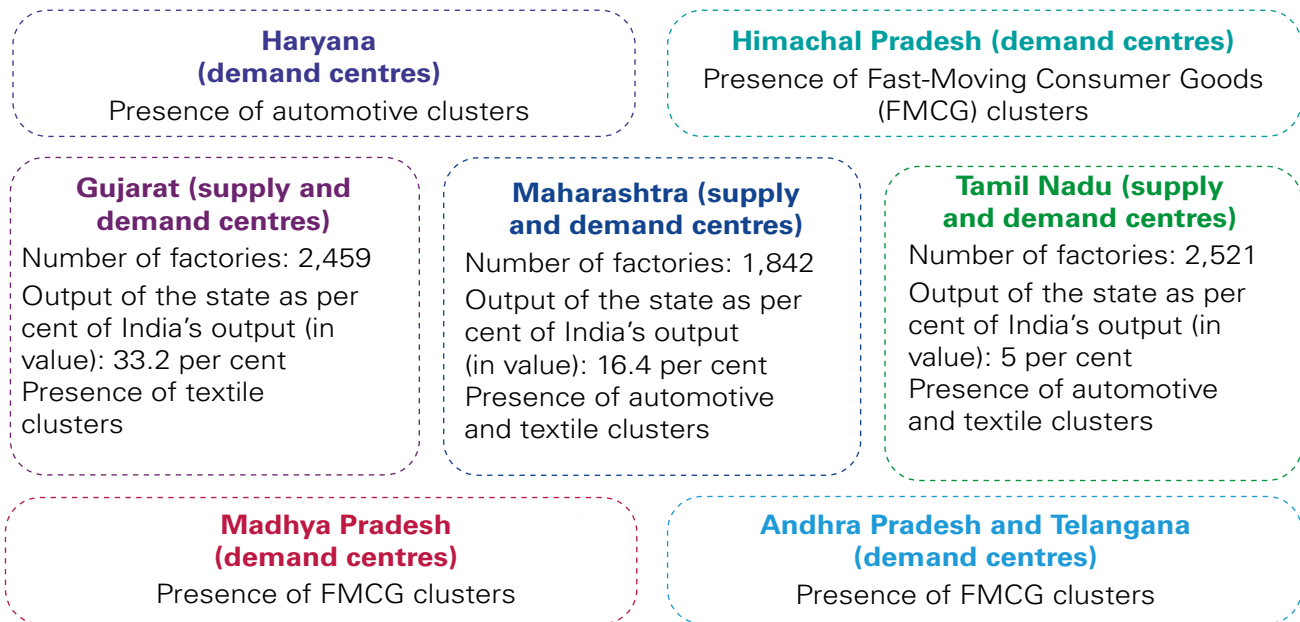 Haryana
(demand centres)
Presence of automotive clusters
Himachal Pradesh (demand centres)
Presence of Fast-Moving Consumer Goods
(FMCG) clusters
Gujarat (supply and
demand centres)
Number of factories: 2,459
Output of the state as per
cent of India’s output (in
value): 33.2 per cent
Presence of textile
clusters
Maharashtra (supply
and demand centres)
Number of factories: 1,842
Output of the state as per
cent of India’s output
(in value): 16.4 per cent
Presence of automotive
and textile clusters
Tamil Nadu (supply
and demand centres)
Number of factories: 2,521
Output of the state as per
cent of India’s output (in
value): 5 per cent
Presence of automotive
and textile clusters
Madhya Pradesh
(demand centres)
Presence of FMCG clusters
Andhra Pradesh and Telangana
(demand centres)
Presence of FMCG clusters